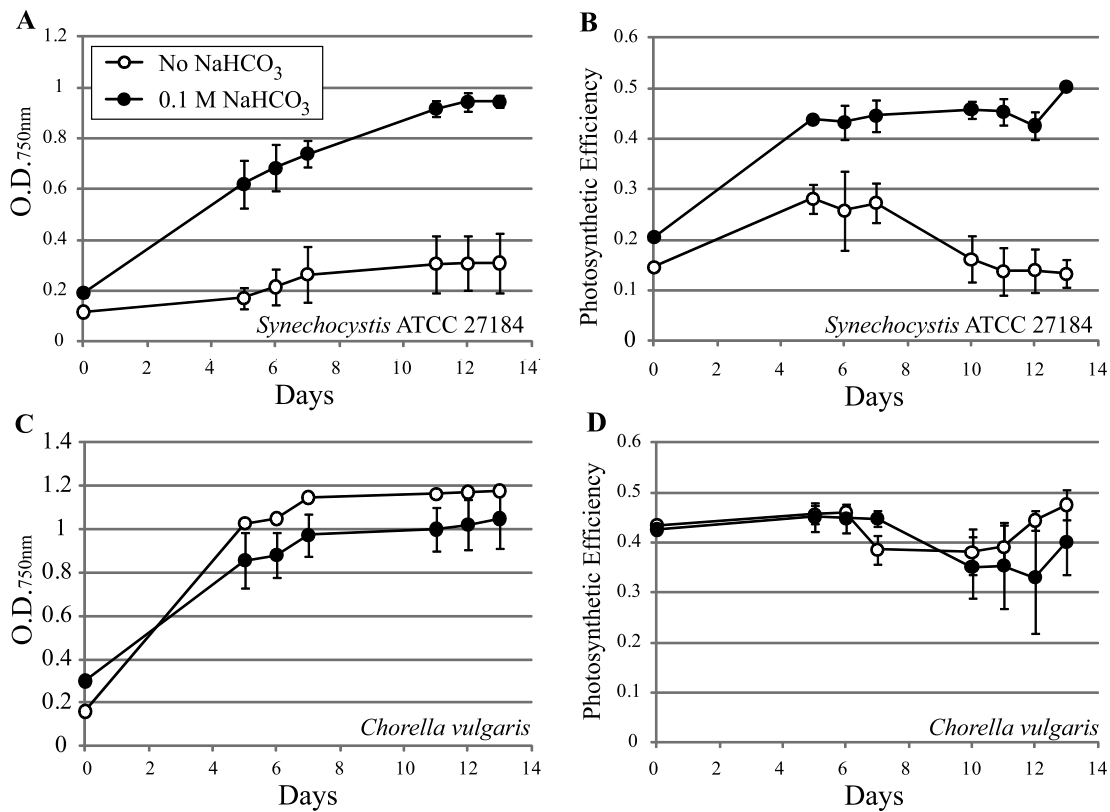 A
O.D.750nm
1.2
1
0.8
0.6
0.4
0.2
0
No NaHCO3
0.1 M NaHCO3
Synechocystis ATCC 27184
0 2 4 6 8 10 12 14
Days
B
Photosynthetic Efficiency
0.6
0.5
0.4
0.3
0.2
0.1
0
Synechocystis ATCC 27184
0 2 4 6 8 10 12 14
Days
C
O.D.750nm
1.4
1.2
1
0.8
0.6
0.4
0.2
0
Chorella vulgaris
0 2 4 6 8 10 12 14
Days
D
Photosynthetic Efficiency
0.6
0.5
0.4
0.3
0.2
0.1
0
Chorella vulgaris
0 2 4 6 8 10 12 14
Days